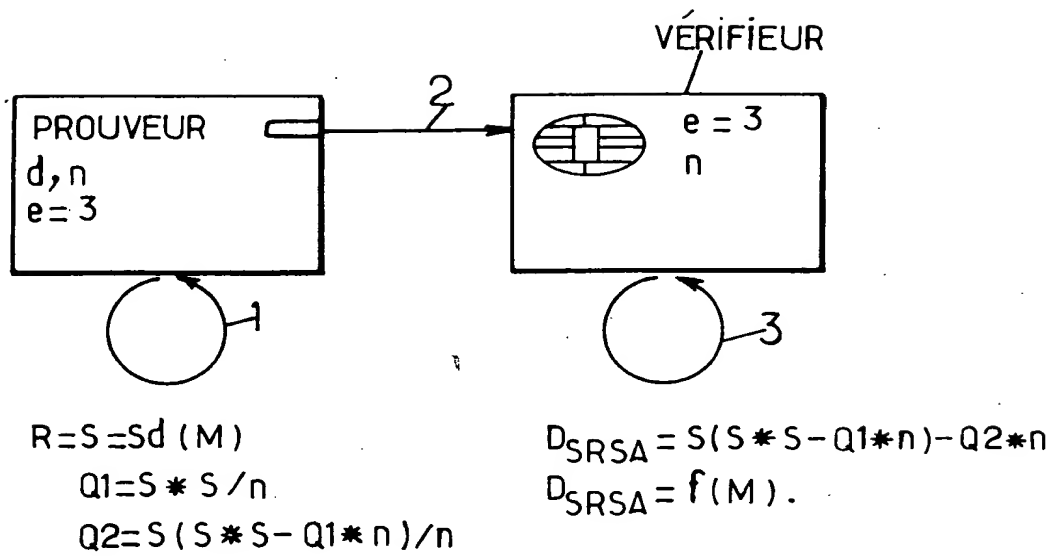 VÉRIFIEUR
PROUVEUR
d,n
e=3
2
e=3
n
1
3
R=S=Sd(M)
Q1=S*S/n
Q2=S(S*S-Q1*n)/n
DSRSA=S(S*S-Q1*n)-Q2*n
DSRSA=f(M).